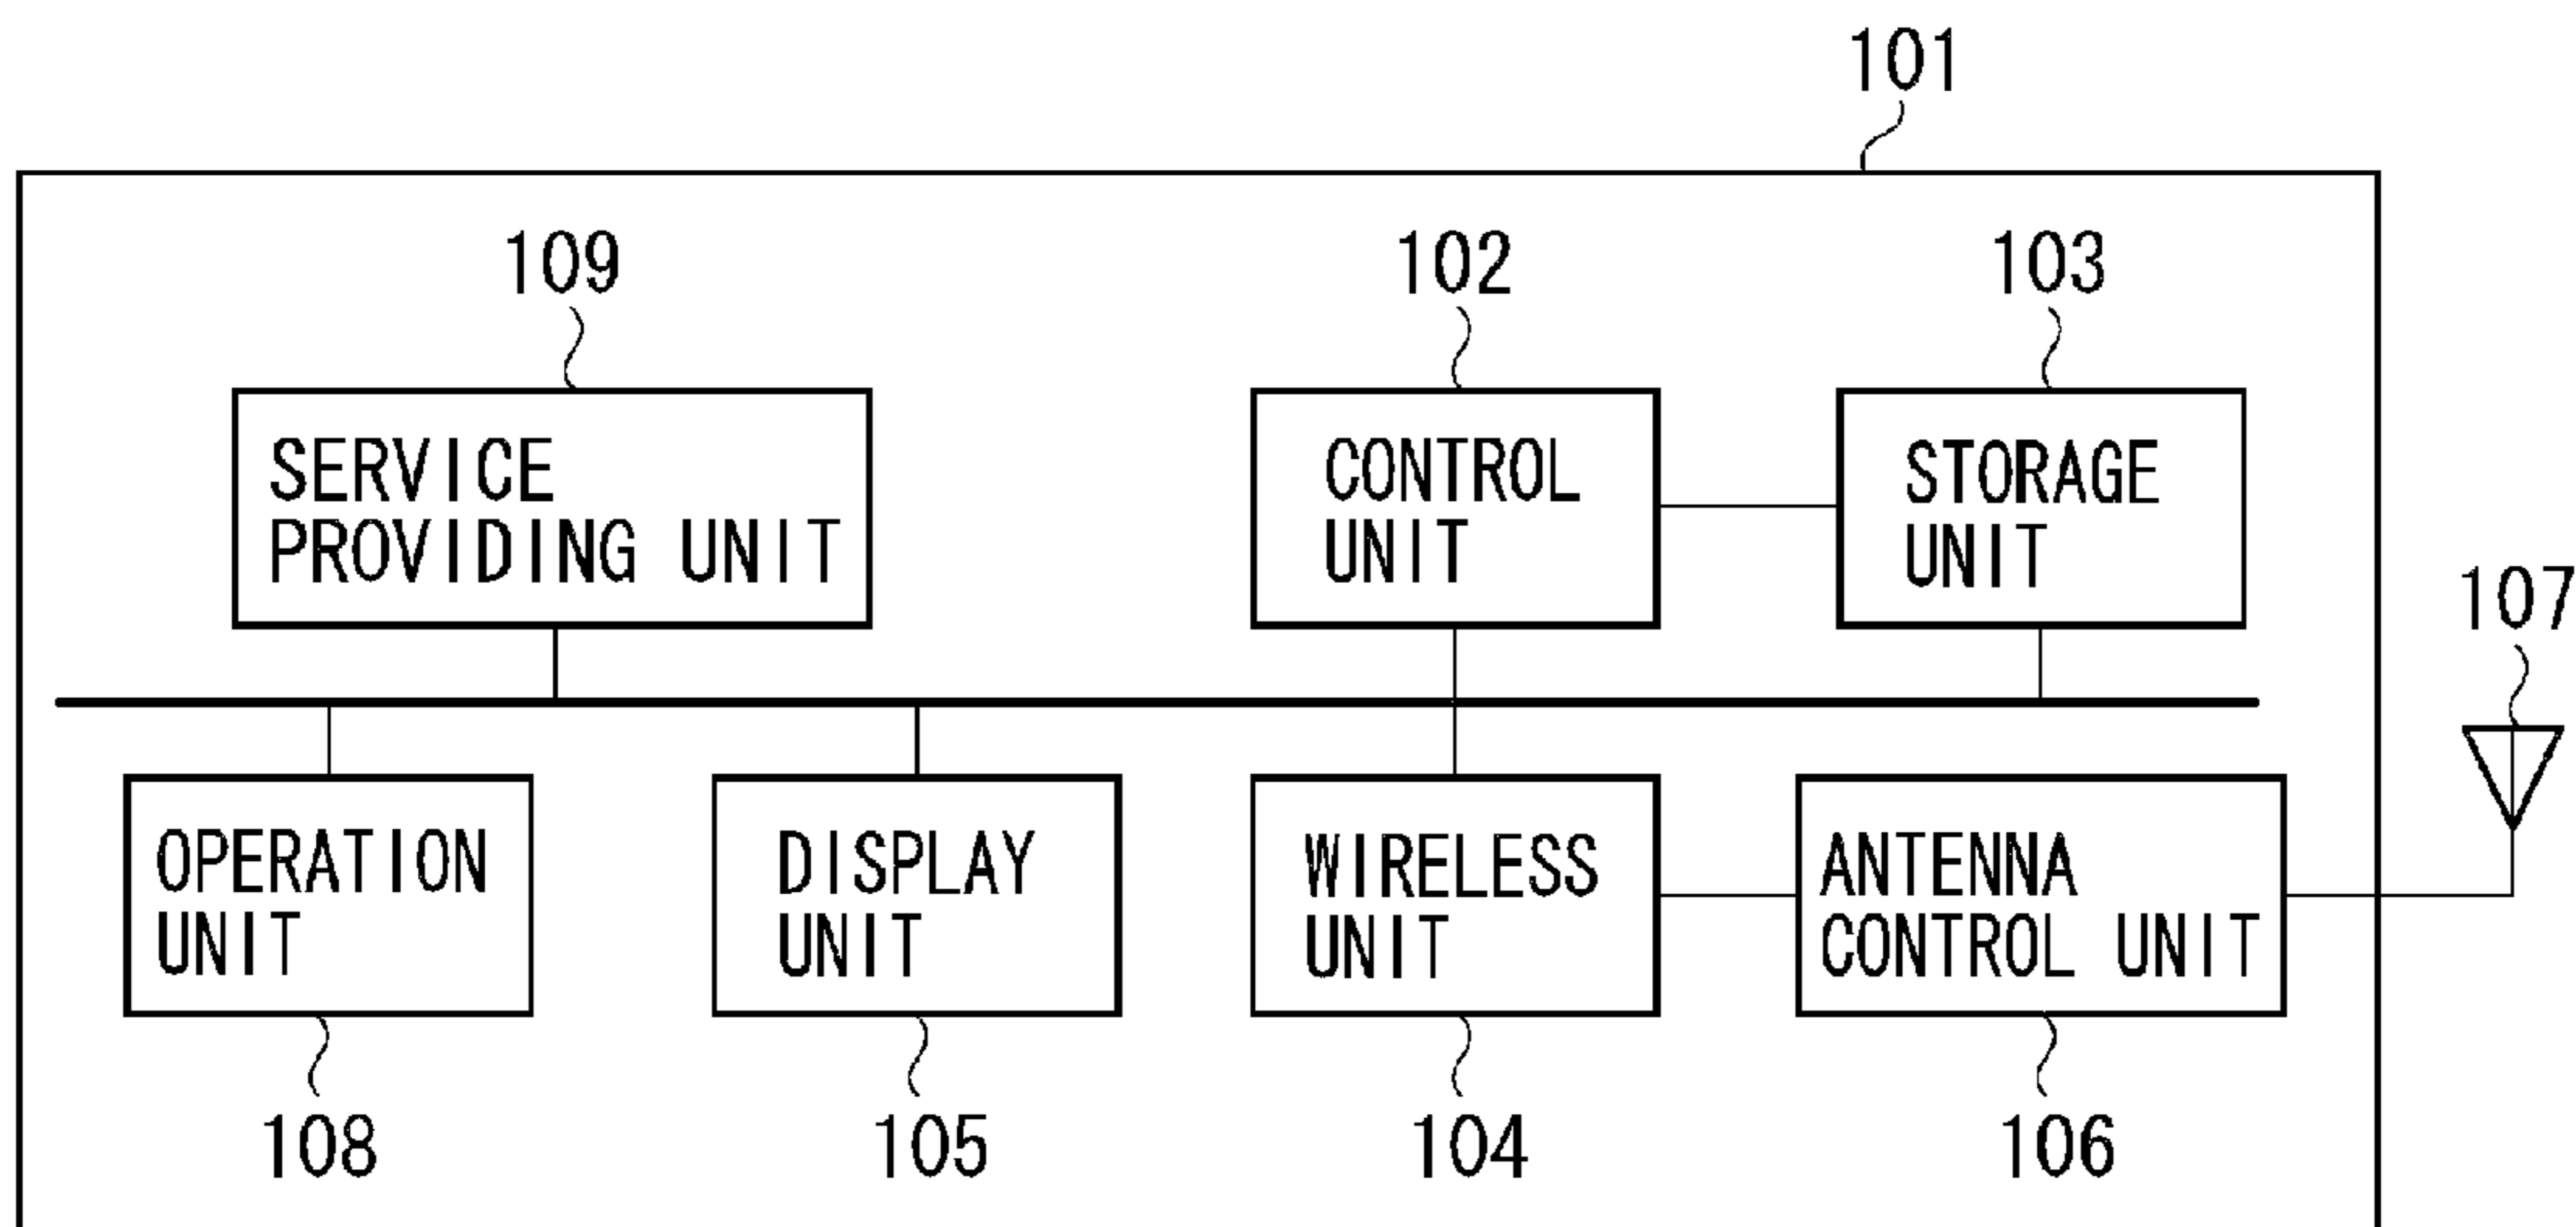 101
109
102
103
SERVICE
PROVIDING UNIT
CONTROL
UNIT
STORAGE
UNIT
107
OPERATION
UNIT
DISPLAY
UNIT
WIRELESS
UNIT
ANTENNA
CONTROL UNIT
108
105
104
106